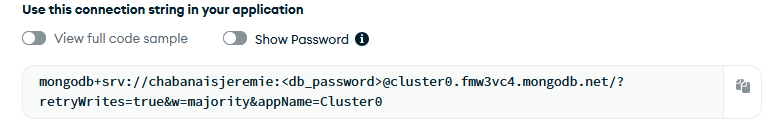 Use this connection string in your application
View full code sample Show Password
mongodb+srv://chabanaisjeremie:<db_password>@cluster0.fmw3vc4.mongodb.net/?
retryWrites=true&w=majority&appName=Cluster0